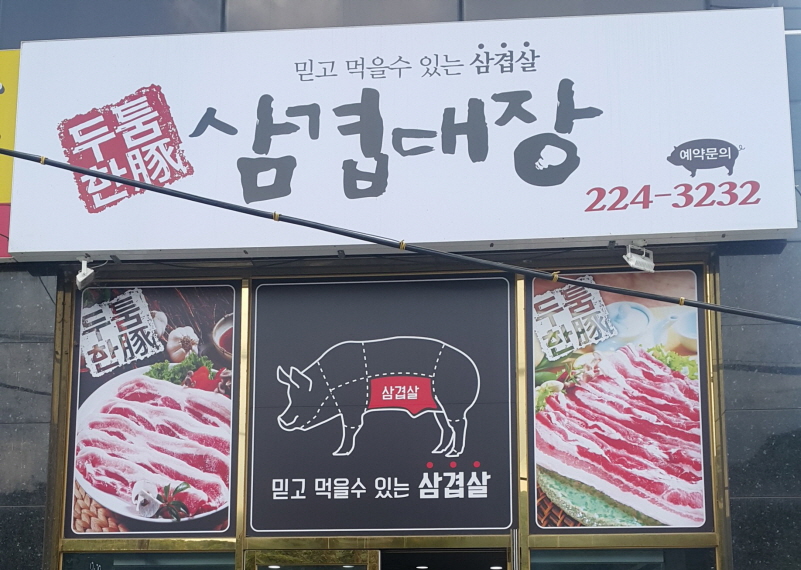 믿고 먹을수 있는 삼겹살
두툼
한豚
삼겹대장
예약문의
224-3232
두툼
한豚
삼겹살
믿고 먹을수 있는 삼겹살
두툼
한豚